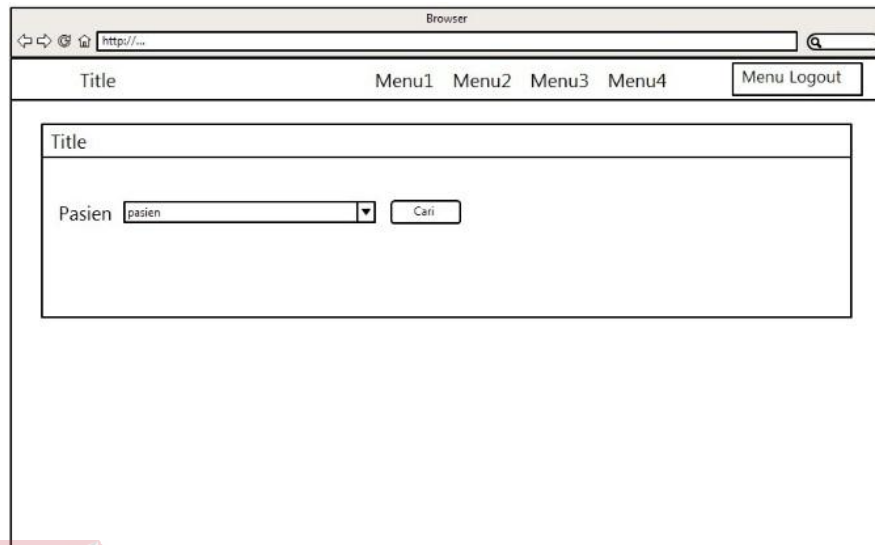 Browser
http://...
Title Menu1 Menu2 Menu3 Menu4 Menu Logout
Title
Pasien pasien Cari